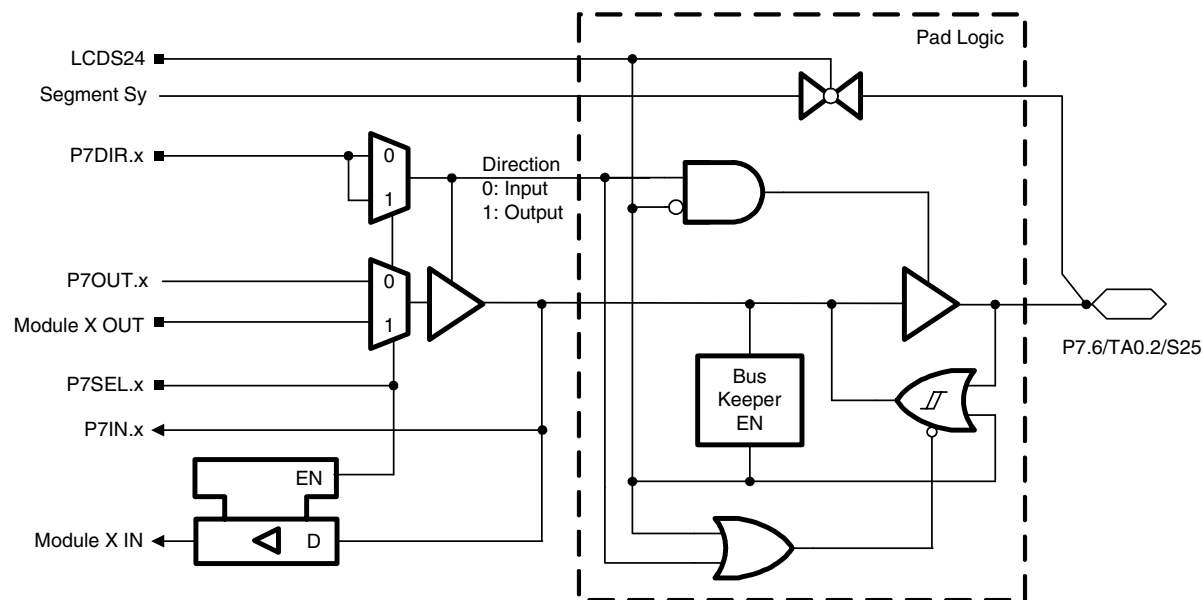 Pad Logic
LCDS24
Segment Sy
P7DIR.x
0
1
Direction
0: Input
1: Output
P7OUT.x
0
Module X OUT
1
P7SEL.x
P7IN.x
EN
Module X IN
D
Bus
Keeper
EN
P7.6/TA0.2/S25